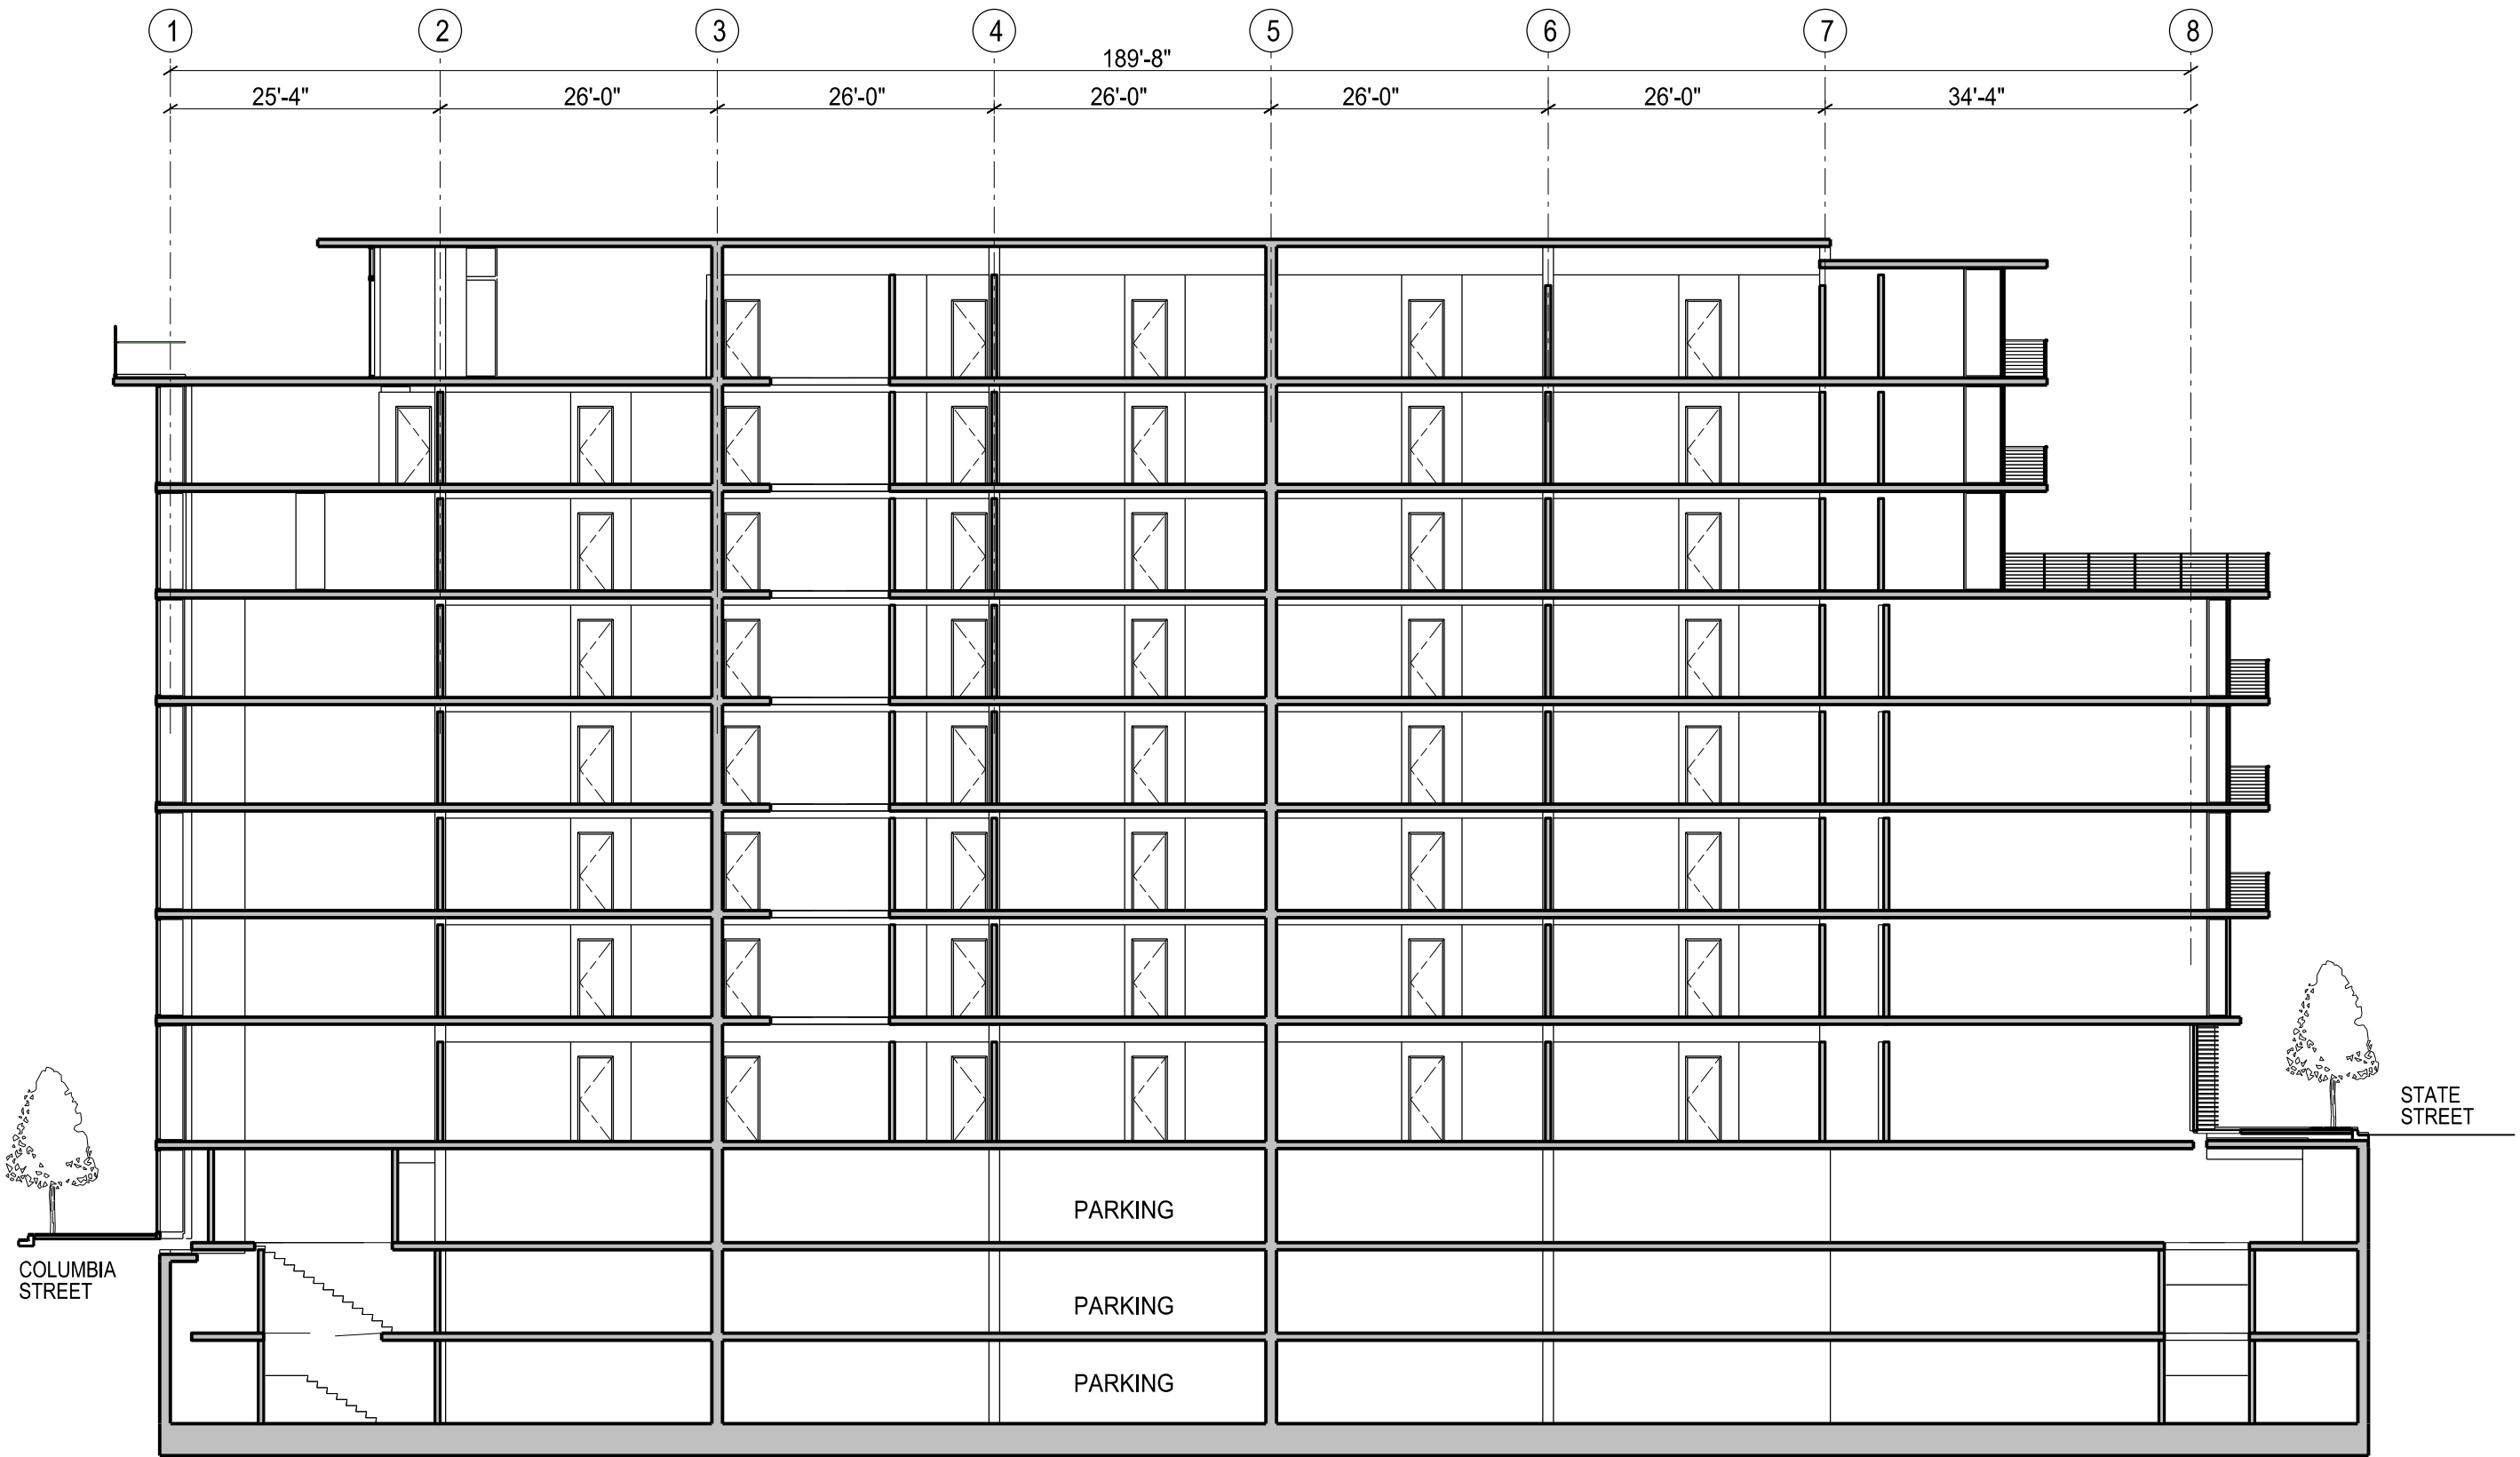 1 2 3 4 5 6 7 8
189'-8"
25'-4" 26'-0" 26'-0" 26'-0" 26'-0" 26'-0" 34'-4"
STATE
STREET
PARKING
COLUMBIA
STREET
PARKING
PARKING